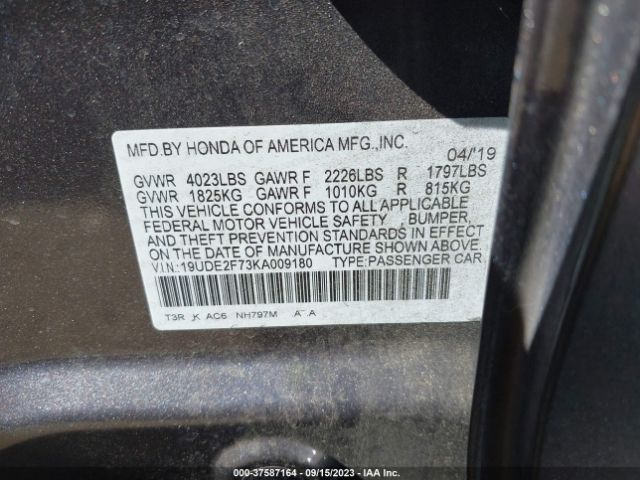 MFD.BY HONDA OF AMERICA MFG.,INC.
04/'19
GVWR 4023LBS GAWR F 2226LBS R 1797LBS
GVWR 1825KG GAWR F 1010KG R 815KG
THIS VEHICLE CONFORMS TO ALL APPLICABLE
FEDERAL MOTOR VEHICLE SAFETY , BUMPER,
AND THEFT PREVENTION STANDARDS IN EFFECT
ON THE DATE OF MANUFACTURE SHOWN ABOVE.
V.I.N.:19UDE2F73KA009180 TYPE:PASSENGER CAR
T3R K AC6 NH797M A A
000-37587164 - 09/15/2023 - IAA Inc.